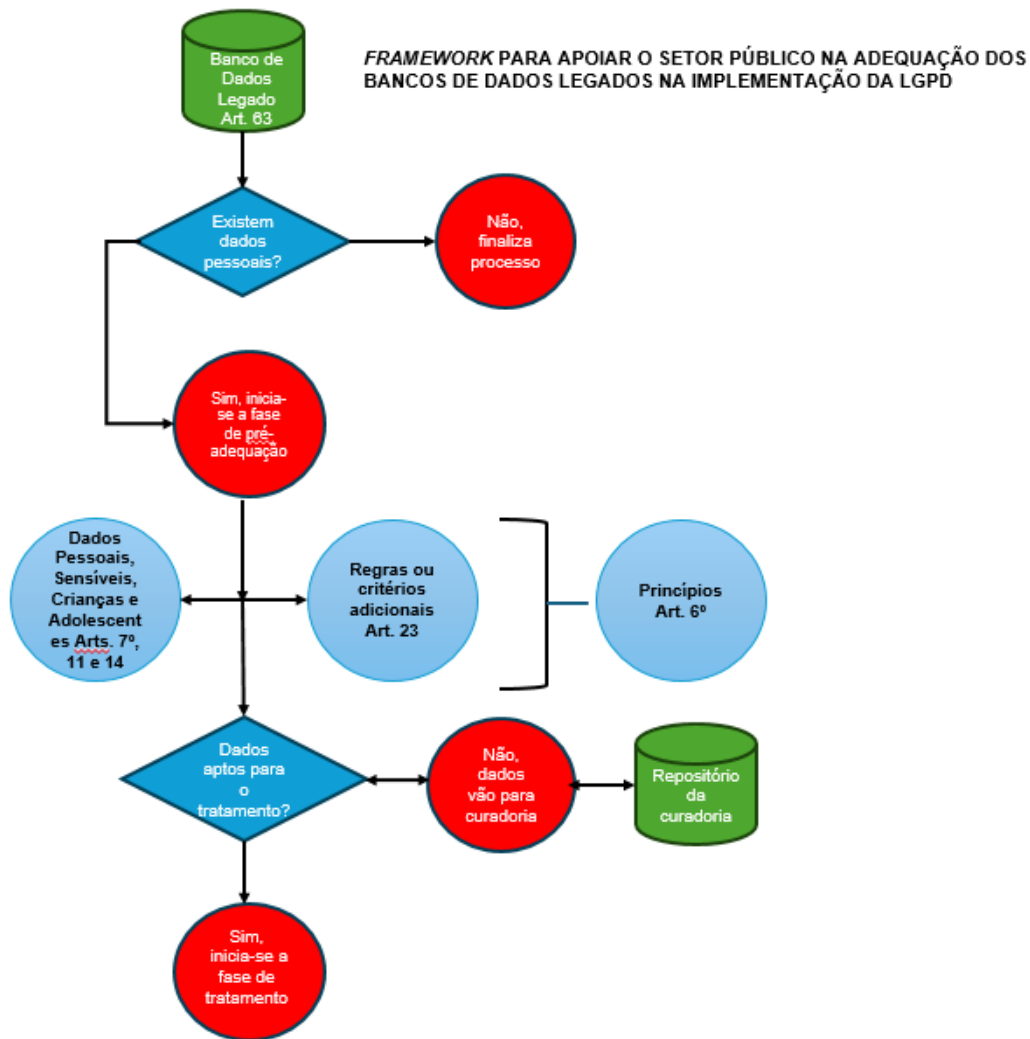 FRAMEWORK PARA APOIAR O SETOR PÚBLICO NA ADEQUAÇÃO DOS
BANCOS DE DADOS LEGADOS NA IMPLEMENTAÇÃO DA LGPD
Banco de
Dados
Legado
Art. 63
Existem
dados
pessoais?
Não,
finaliza
processo
Sim, inicia-
se a fase
de pré-
adequação
Dados
Pessoais,
Sensíveis,
Crianças e
Adolescent
es Arts. 7º,
11 e 14
Regras ou
critérios
adicionais
Art. 23
Princípios
Art. 6º
Dados
aptos para
o
tratamento?
Não,
dados
vão para
curadoria
Repositório
da
curadoria
Sim,
inicia-se a
fase de
tratamento